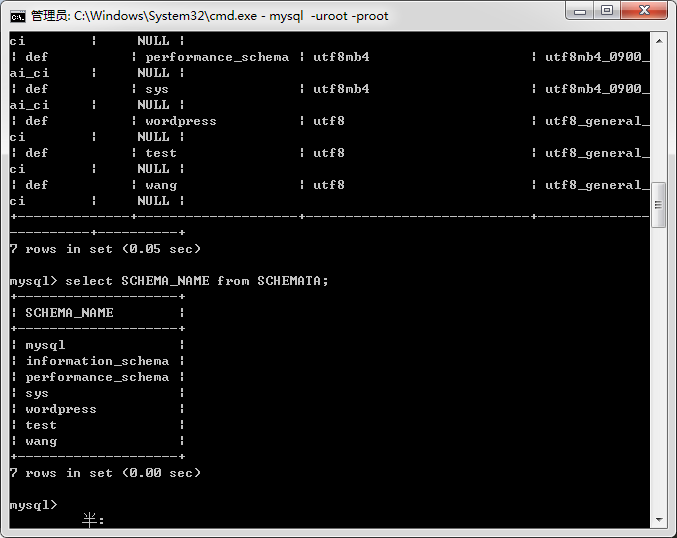 管理员: C:\Windows\System32\cmd.exe - mysql  -uroot -proot
ci         |     NULL |
| def          | performance_schema | utf8mb4                    | utf8mb4_0900_
ai_ci      |     NULL |
| def          | sys                | utf8mb4                    | utf8mb4_0900_
ai_ci      |     NULL |
| def          | wordpress          | utf8                       | utf8_general_
ci         |     NULL |
| def          | test               | utf8                       | utf8_general_
ci         |     NULL |
| def          | wang               | utf8                       | utf8_general_
ci         |     NULL |
+--------------+--------------------+----------------------------+--------------
-----------+----------+
7 rows in set (0.05 sec)
mysql> select SCHEMA_NAME from SCHEMATA;
+--------------------+
| SCHEMA_NAME        |
+--------------------+
| mysql              |
| information_schema |
| performance_schema |
| sys                |
| wordpress          |
| test               |
| wang               |
+--------------------+
7 rows in set (0.00 sec)
mysql>
半: